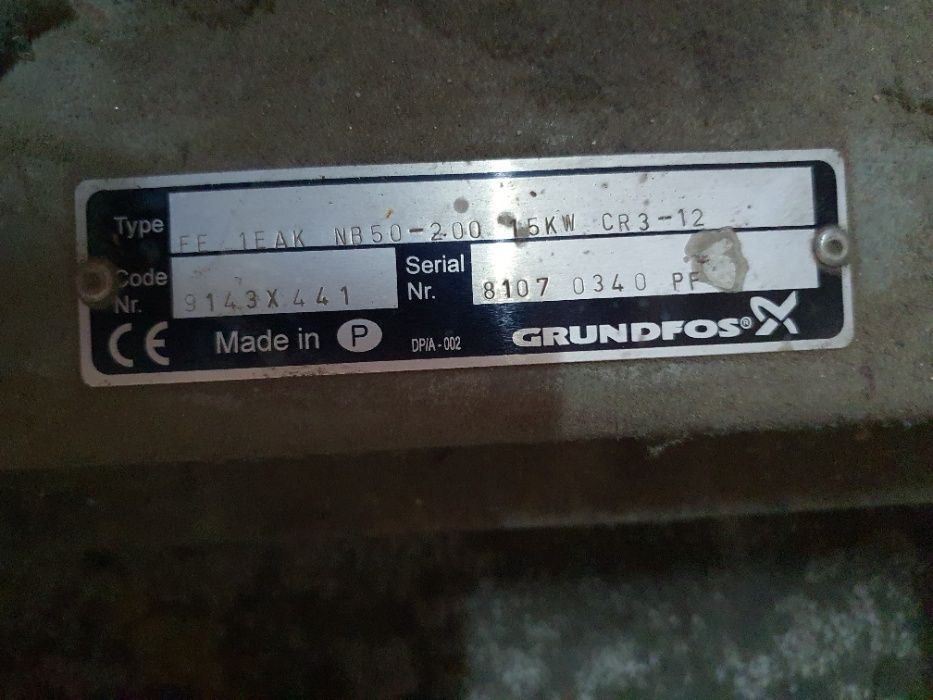 Type FF 1EAK NB50-200 15KW CR3-12
Code Nr. 9143X441 Serial Nr. 8107 0340 PF
CE Made in P DP/A-002 GRUNDFOS®